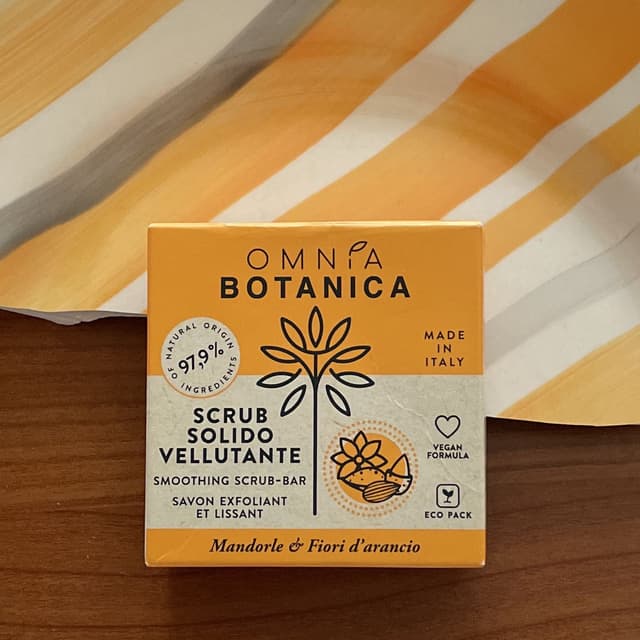 OMNIA
BOTANICA
97,9%
OF NATURAL ORIGIN
INGREDIENTS
MADE
IN
ITALY
SCRUB
SOLIDO
VELLUTANTE
SMOOTHING SCRUB-BAR
SAVON EXFOLIANT
ET LISSANT
VEGAN
FORMULA
ECO PACK
Mandorle & Fiori d'arancio